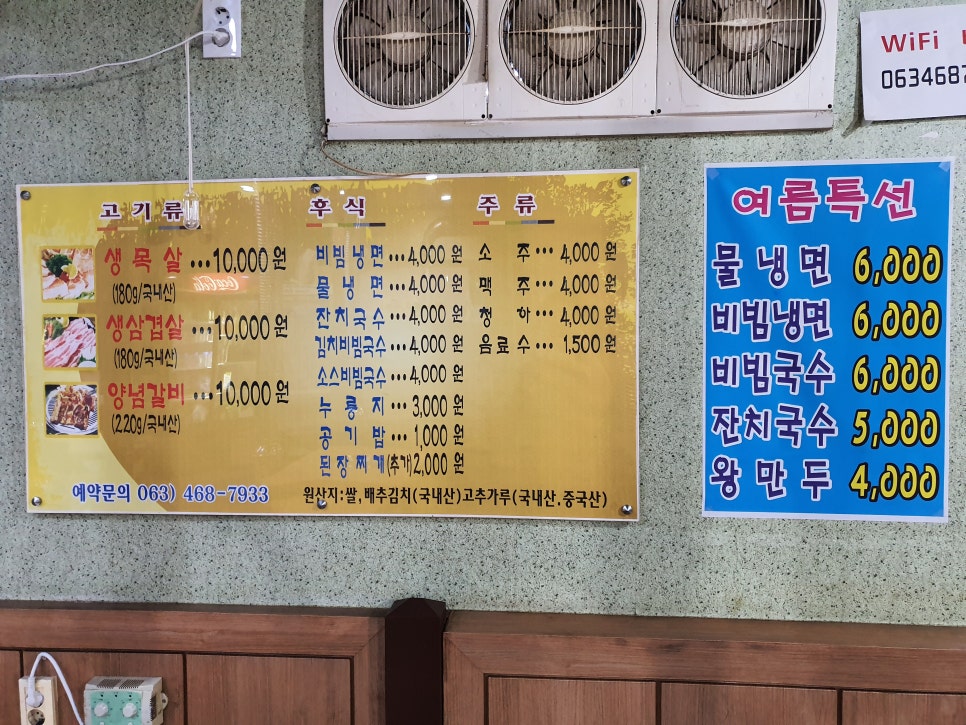 WiFi
063468
고기류
생목살 ···10,000원
(180g/국내산)
생삼겹살 ···10,000원
(180g/국내산)
양념갈비 ···10,000원
(220g/국내산)
예약문의 063) 468-7933
후식
비빔냉면 ···4,000원
물냉면 ···4,000원
잔치국수 ···4,000원
김치비빔국수 ···4,000원
소스비빔국수 ···4,000원
누룽지 ···3,000원
공기밥 ···1,000원
된장찌개(추개)2,000원
주류
소주 ···4,000원
맥주 ···4,000원
청하 ···4,000원
음료수 ···1,500원
원산지:쌀,배추김치(국내산)고추가루(국내산,중국산)
여름특선
물냉면 6,000
비빔냉면 6,000
비빔국수 6,000
잔치국수 5,000
왕만두 4,000